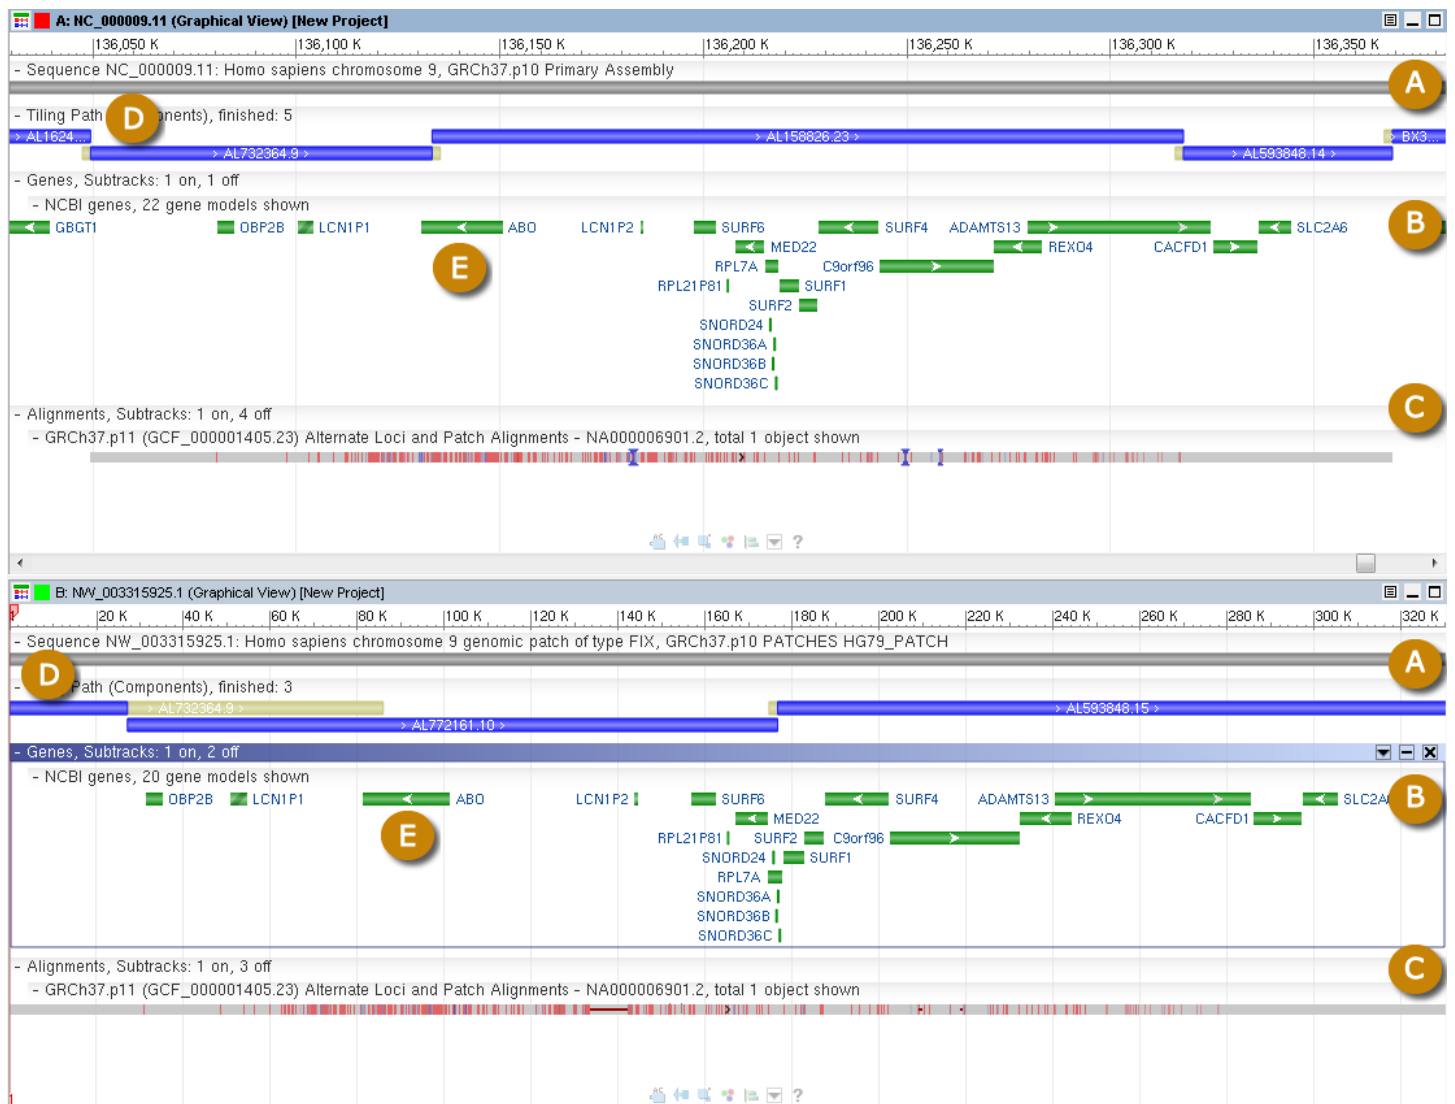 A: NC_000009.11 (Graphical View) [New Project]
136,050 K 136,100 K 136,150 K 136,200 K 136,250 K 136,300 K 136,350 K
- Sequence NC_000009.11: Homo sapiens chromosome 9, GRCh37.p10 Primary Assembly
A
- Tiling Path nents), finished: 5
D
> AL1624... > AL158826.23 > > BX3...
> AL732364.9 > > AL593848.14 >
- Genes, Subtracks: 1 on, 1 off
- NCBI genes, 22 gene models shown
B
GBGT1 OBP2B LCN1P1 ABO LCN1P2 SURF6 SURF4 ADAMTS13 SLC2A6
MED22 REXO4 CACFD1
E
RPL7A C9orf96
RPL21P81 SURF1
SURF2
SNORD24
SNORD36A
SNORD36B
SNORD36C
- Alignments, Subtracks: 1 on, 4 off
C
- GRCh37.p11 (GCF_000001405.23) Alternate Loci and Patch Alignments - NA000006901.2, total 1 object shown
?
B: NW_003315925.1 (Graphical View) [New Project]
1 20 K 40 K 60 K 80 K 100 K 120 K 140 K 160 K 180 K 200 K 220 K 240 K 260 K 280 K 300 K 320 K
- Sequence NW_003315925.1: Homo sapiens chromosome 9 genomic patch of type FIX, GRCh37.p10 PATCHES HG79_PATCH
A
D
- Path (Components), finished: 3
> AL732364.9 > > AL593848.15 >
> AL772161.10 >
- Genes, Subtracks: 1 on, 2 off
- NCBI genes, 20 gene models shown
B
OBP2B LCN1P1 ABO LCN1P2 SURF6 SURF4 ADAMTS13 SLC2A
MED22 REXO4 CACFD1
E
RPL21P81 SURF2 C9orf96
SNORD24 SURF1
RPL7A
SNORD36A
SNORD36B
SNORD36C
- Alignments, Subtracks: 1 on, 3 off
C
- GRCh37.p11 (GCF_000001405.23) Alternate Loci and Patch Alignments - NA000006901.2, total 1 object shown
?
1